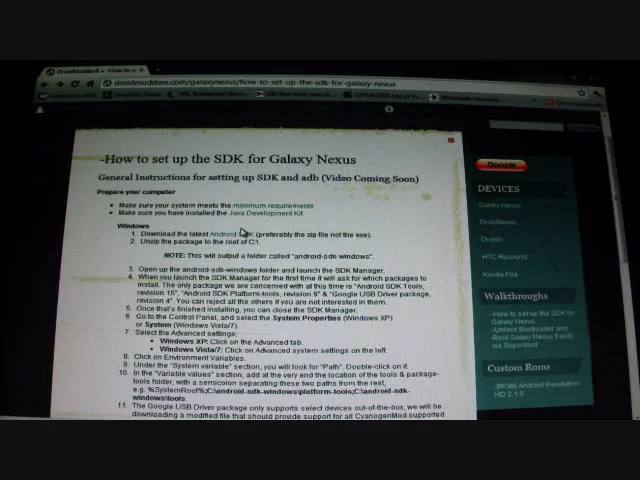 DroidModderx - How to s
droidmodderx.com/galaxynexus/how-to-set-up-the-sdk-for-galaxy-nexus
-How to set up the SDK for Galaxy Nexus
General Instructions for setting up SDK and adb (Video Coming Soon)
Prepare your computer
Make sure your system meets the minimum requirements
Make sure you have installed the Java Development Kit
Windows
1. Download the latest Android SDK (preferably the zip file not the exe).
2. Unzip the package to the root of C:\.
NOTE: This will output a folder called "android-sdk-windows".
3. Open up the android-sdk-windows folder and launch the SDK Manager.
4. When you launch the SDK Manager for the first time it will ask for which packages to
install. The only package we are concerned with at this time is "Android SDK Tools,
revision 15", "Android SDK Platform-tools, revision 9" & "Google USB Driver package,
revision 4". You can reject all the others if you are not interested in them.
5. Once that's finished installing, you can close the SDK Manager.
6. Go to the Control Panel, and select the System Properties (Windows XP)
or System (Windows Vista/7).
7. Select the Advanced settings:
Windows XP: Click on the Advanced tab.
Windows Vista/7: Click on Advanced system settings on the left.
8. Click on Environment Variables.
9. Under the "System variable" section, you will look for "Path". Double-click on it.
10. In the "Variable values" section, add at the very end the location of the tools & package-
tools folder, with a semicolon separating these two paths from the rest,
e.g. %SystemRoot%;C:\android-sdk-windows\platform-tools;C:\android-sdk-
windows\tools.
11. The Google USB Driver package only supports select devices out-of-the-box, we will be
downloading a modified file that should provide support for all CyanogenMod supported
Donate
DEVICES
Galaxy Nexus
DroidBionic
Droid3
HTC Rezound
Kindle Fire
Walkthroughs
-How to set up the SDK for
Galaxy Nexus
-Unlock Bootloader and
Root Galaxy Nexus Easily
via Superboot
Custom Roms
-[ROM] Android Revolution
HD 2.1.0